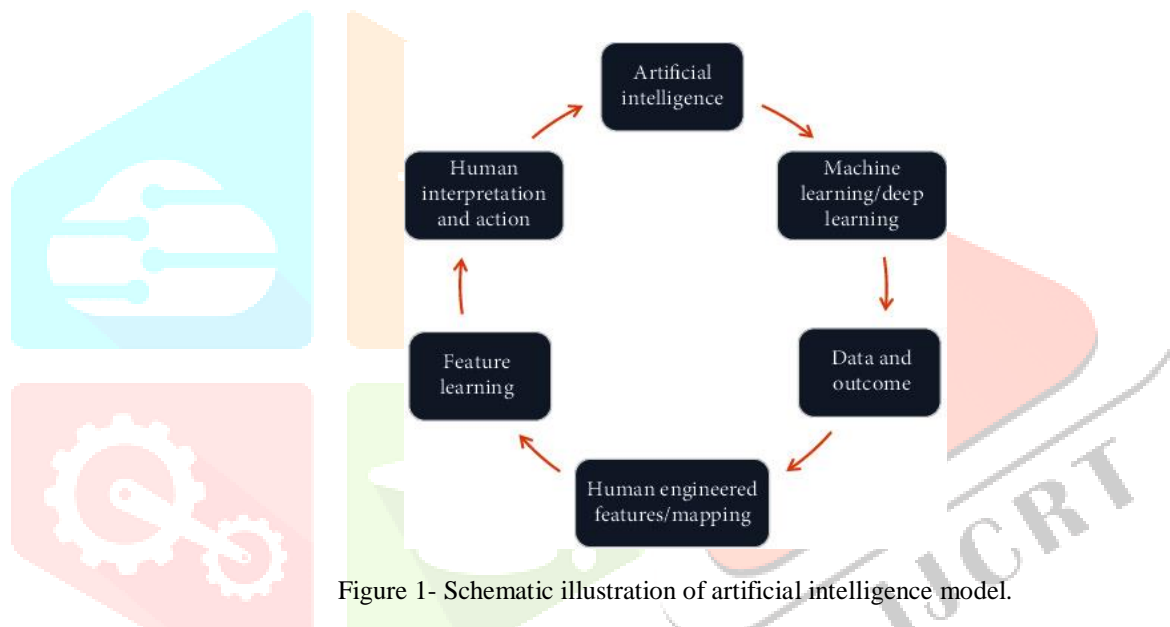 Artificial
intelligence
Machine
learning/deep
learning
Data and
outcome
Human engineered
features/mapping
Feature
learning
Human
interpretation
and action
Figure 1- Schematic illustration of artificial intelligence model.
IJCRT